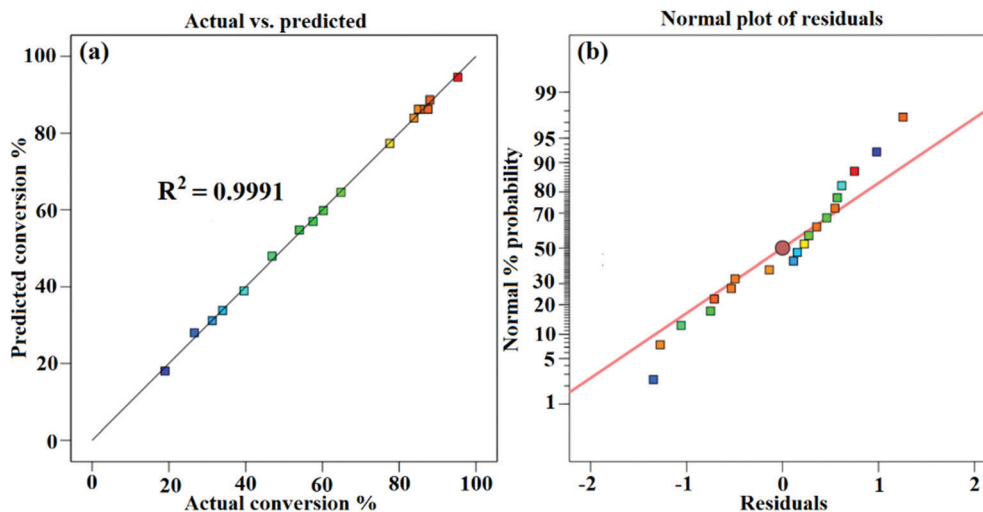 Actual vs. predicted
(a)
R² = 0.9991
Predicted conversion %
100
80
60
40
20
0
0 20 40 60 80 100
Actual conversion %
Normal plot of residuals
(b)
Normal % probability
99
95
90
80
70
50
30
20
10
5
1
-2 -1 0 1 2
Residuals